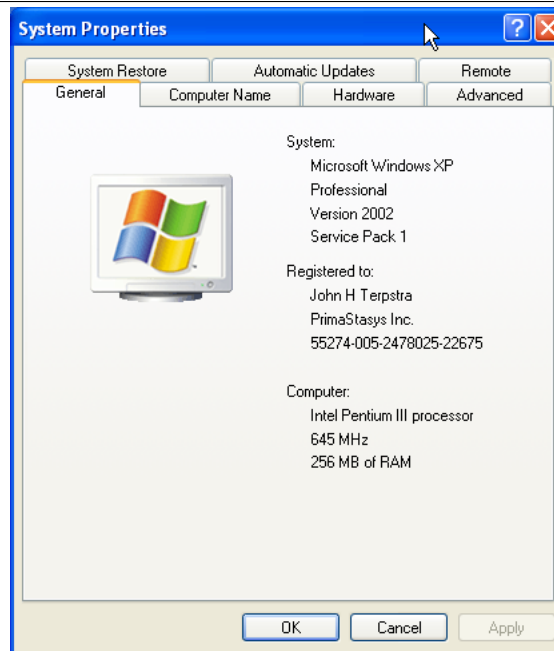 System Properties
System Restore
Automatic Updates
Remote
General
Computer Name
Hardware
Advanced
System:
Microsoft Windows XP
Professional
Version 2002
Service Pack 1
Registered to:
John H Terpstra
PrimaStasys Inc.
55274-005-2478025-22675
Computer:
Intel Pentium III processor
645 MHz
256 MB of RAM
OK
Cancel
Apply